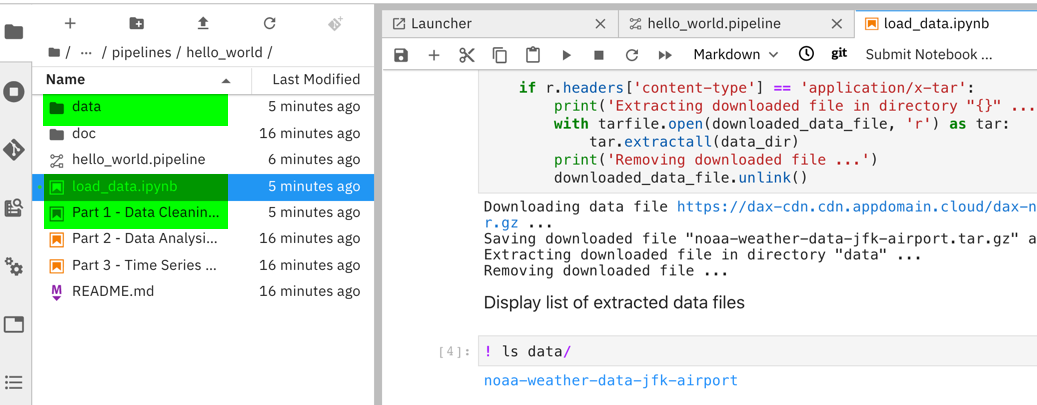 / ··· / pipelines / hello_world /
Name Last Modified
data 5 minutes ago
doc 16 minutes ago
hello_world.pipeline 6 minutes ago
load_data.ipynb 5 minutes ago
Part 1 - Data Cleanin... 5 minutes ago
Part 2 - Data Analysi... 16 minutes ago
Part 3 - Time Series ... 16 minutes ago
M README.md 16 minutes ago
Launcher hello_world.pipeline load_data.ipynb
Markdown git Submit Notebook ...
if r.headers['content-type'] == 'application/x-tar':
print('Extracting downloaded file in directory "{}" ...
with tarfile.open(downloaded_data_file, 'r') as tar:
tar.extractall(data_dir)
print('Removing downloaded file ...')
downloaded_data_file.unlink()
Downloading data file https://dax-cdn.cdn.appdomain.cloud/dax-n
r.gz ...
Saving downloaded file "noaa-weather-data-jfk-airport.tar.gz" a
Extracting downloaded file in directory "data" ...
Removing downloaded file ...
Display list of extracted data files
[4]: ! ls data/
noaa-weather-data-jfk-airport